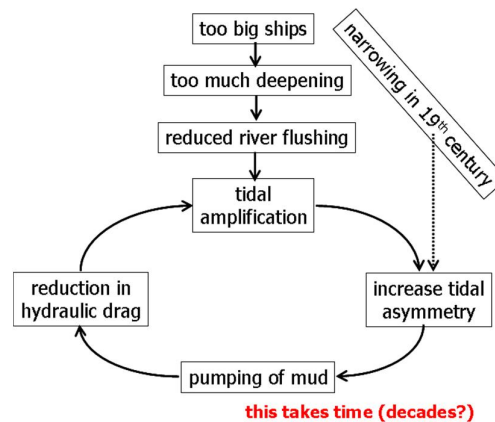 too big ships
too much deepening
reduced river flushing
narrowing in 19th century
tidal
amplification
reduction in
hydraulic drag
increase tidal
asymmetry
pumping of mud
this takes time (decades?)